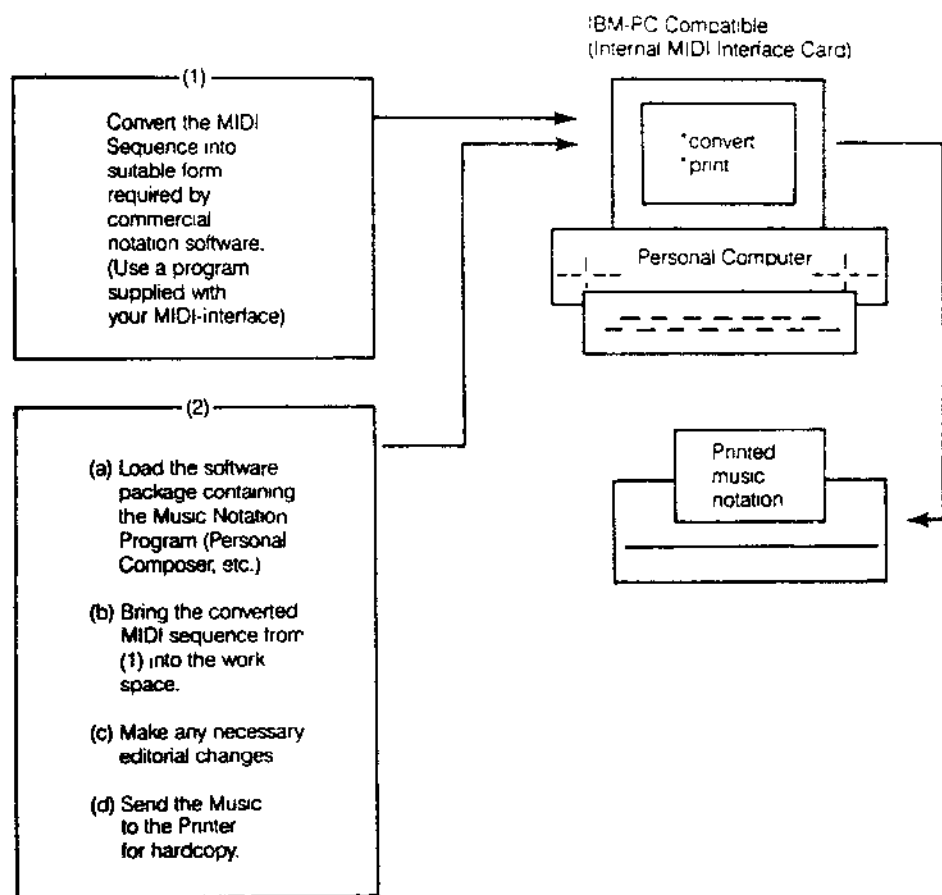 IBM-PC Compatible
(Internal MIDI Interface Card)
(1)
Convert the MIDI
Sequence into
suitable form
required by
commercial
notation software.
(Use a program
supplied with
your MIDI-interface)
*convert
*print
Personal Computer
(2)
(a) Load the software
package containing
the Music Notation
Program (Personal
Composer, etc.)
(b) Bring the converted
MIDI sequence from
(1) into the work
space.
(c) Make any necessary
editorial changes
(d) Send the Music
to the Printer
for hardcopy.
Printed
music
notation